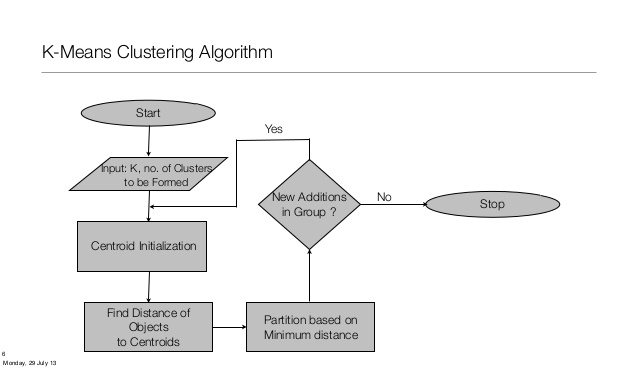 K-Means Clustering Algorithm
Start
Input: K, no. of Clusters
to be Formed
Centroid Initialization
Find Distance of
Objects
to Centroids
Partition based on
Minimum distance
New Additions
in Group ?
Yes
No
Stop
6
Monday, 29 July 13